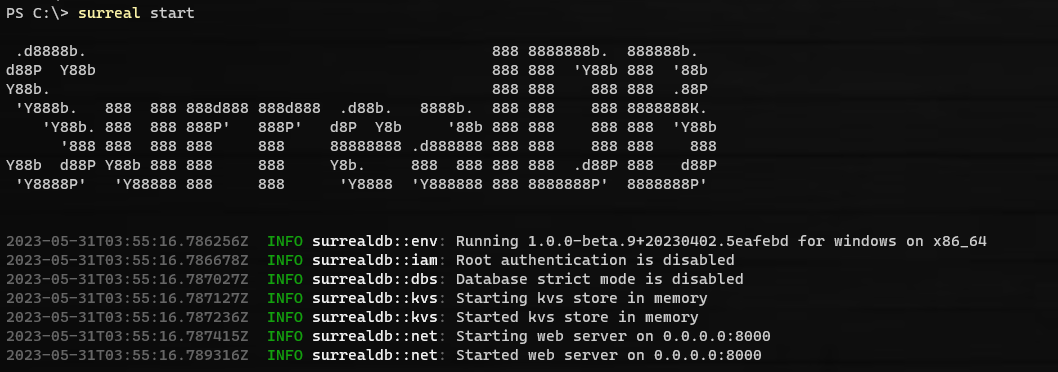 PS C:\> surreal start
 .d8888b.                                             888 8888888b.  888888b.
d88P  Y88b                                            888 888  'Y88b 888  '88b
Y88b.                                                 888 888    888 888  .88P
 'Y888b.   888  888 888d888 888d888  .d88b.   8888b.  888 888    888 8888888K.
    'Y88b. 888  888 888P'   888P'   d8P  Y8b     '88b 888 888    888 888  'Y88b
      '888 888  888 888     888     88888888 .d888888 888 888    888 888    888
Y88b  d88P Y88b 888 888     888     Y8b.     888  888 888 888  .d88P 888   d88P
 'Y8888P'   'Y88888 888     888      'Y8888  'Y888888 888 8888888P'  8888888P'
2023-05-31T03:55:16.786256Z  INFO surrealdb::env: Running 1.0.0-beta.9+20230402.5eafebd for windows on x86_64
2023-05-31T03:55:16.786678Z  INFO surrealdb::iam: Root authentication is disabled
2023-05-31T03:55:16.787027Z  INFO surrealdb::dbs: Database strict mode is disabled
2023-05-31T03:55:16.787127Z  INFO surrealdb::kvs: Starting kvs store in memory
2023-05-31T03:55:16.787236Z  INFO surrealdb::kvs: Started kvs store in memory
2023-05-31T03:55:16.787415Z  INFO surrealdb::net: Starting web server on 0.0.0.0:8000
2023-05-31T03:55:16.789316Z  INFO surrealdb::net: Started web server on 0.0.0.0:8000